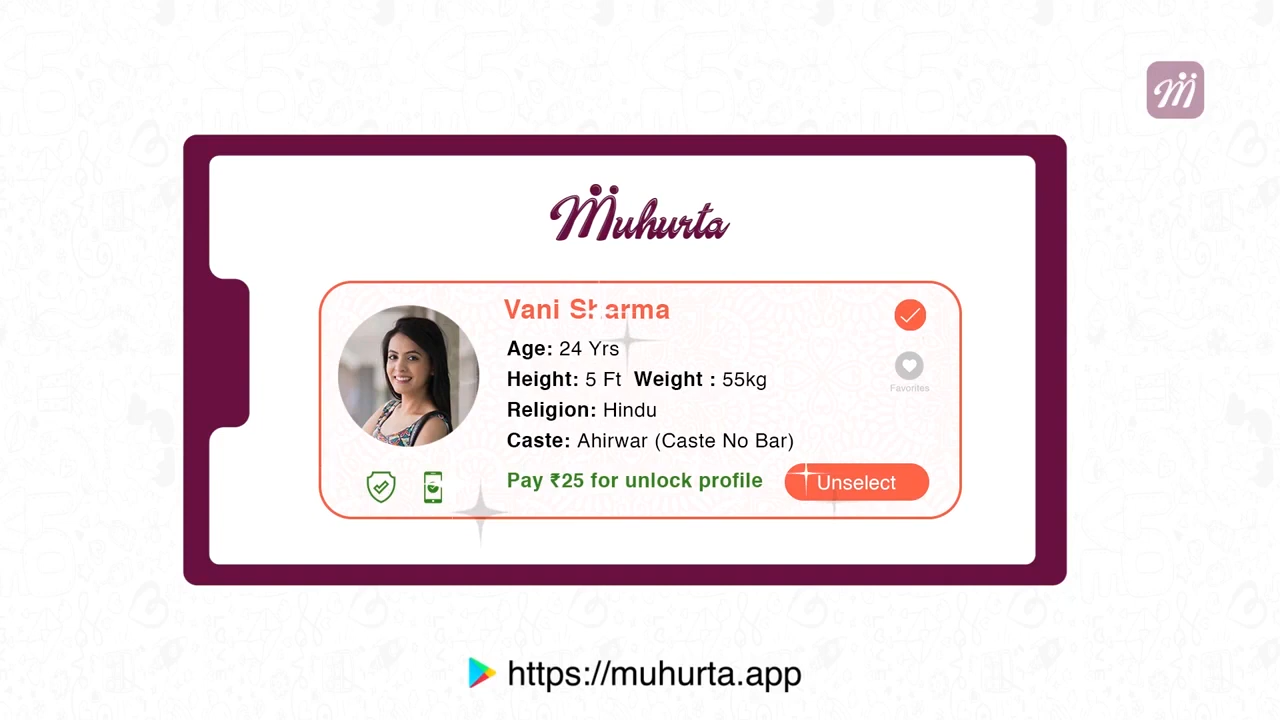 Muhurta
Vani Sharma
Age: 24 Yrs
Height: 5 Ft Weight : 55kg
Favorites
Religion: Hindu
Caste: Ahirwar (Caste No Bar)
Pay ₹25 for unlock profile
Unselect
https://muhurta.app